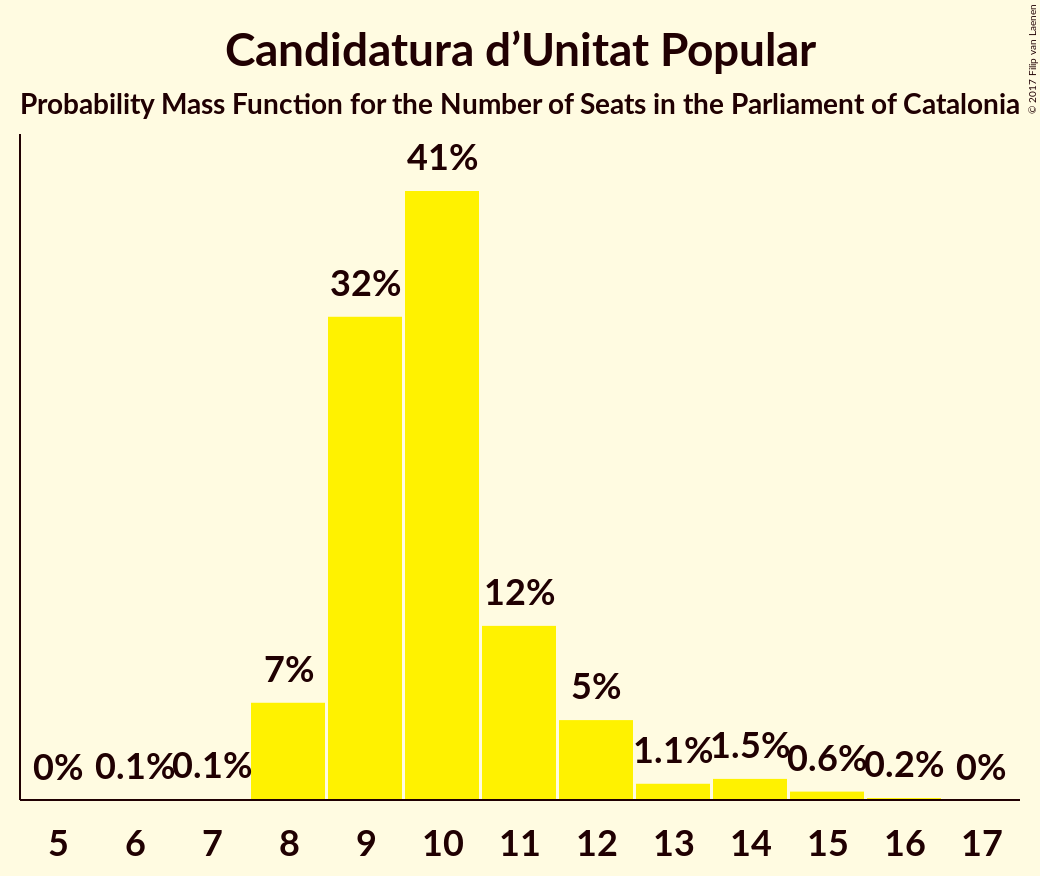 Candidatura d’Unitat Popular
Probability Mass Function for the Number of Seats in the Parliament of Catalonia
© 2017 Filip van Laenen
41%
32%
12%
7%
5%
0% 0.1% 0.1% 1.1% 1.5% 0.6% 0.2% 0%
5 6 7 8 9 10 11 12 13 14 15 16 17